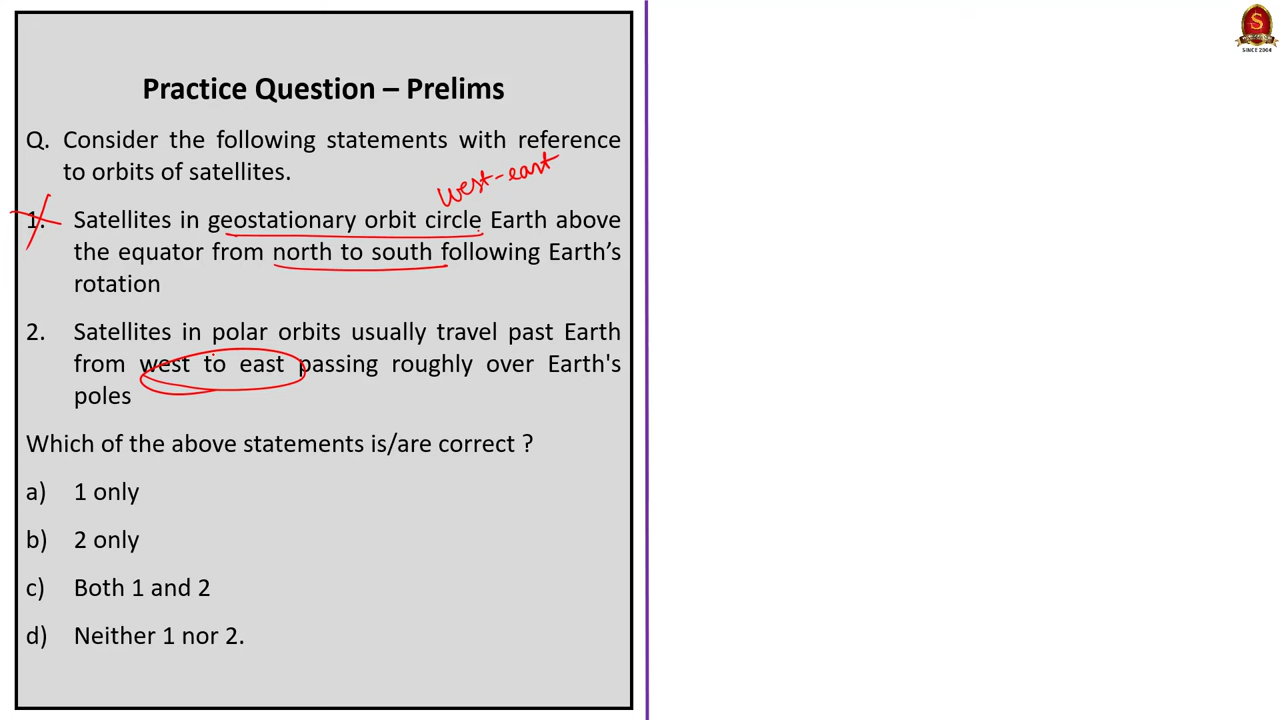 Practice Question – Prelims
Q. Consider the following statements with reference
to orbits of satellites.
west-east
1. Satellites in geostationary orbit circle Earth above
the equator from north to south following Earth’s
rotation
2. Satellites in polar orbits usually travel past Earth
from west to east passing roughly over Earth's
poles
Which of the above statements is/are correct ?
a) 1 only
b) 2 only
c) Both 1 and 2
d) Neither 1 nor 2.
S
SINCE 2004